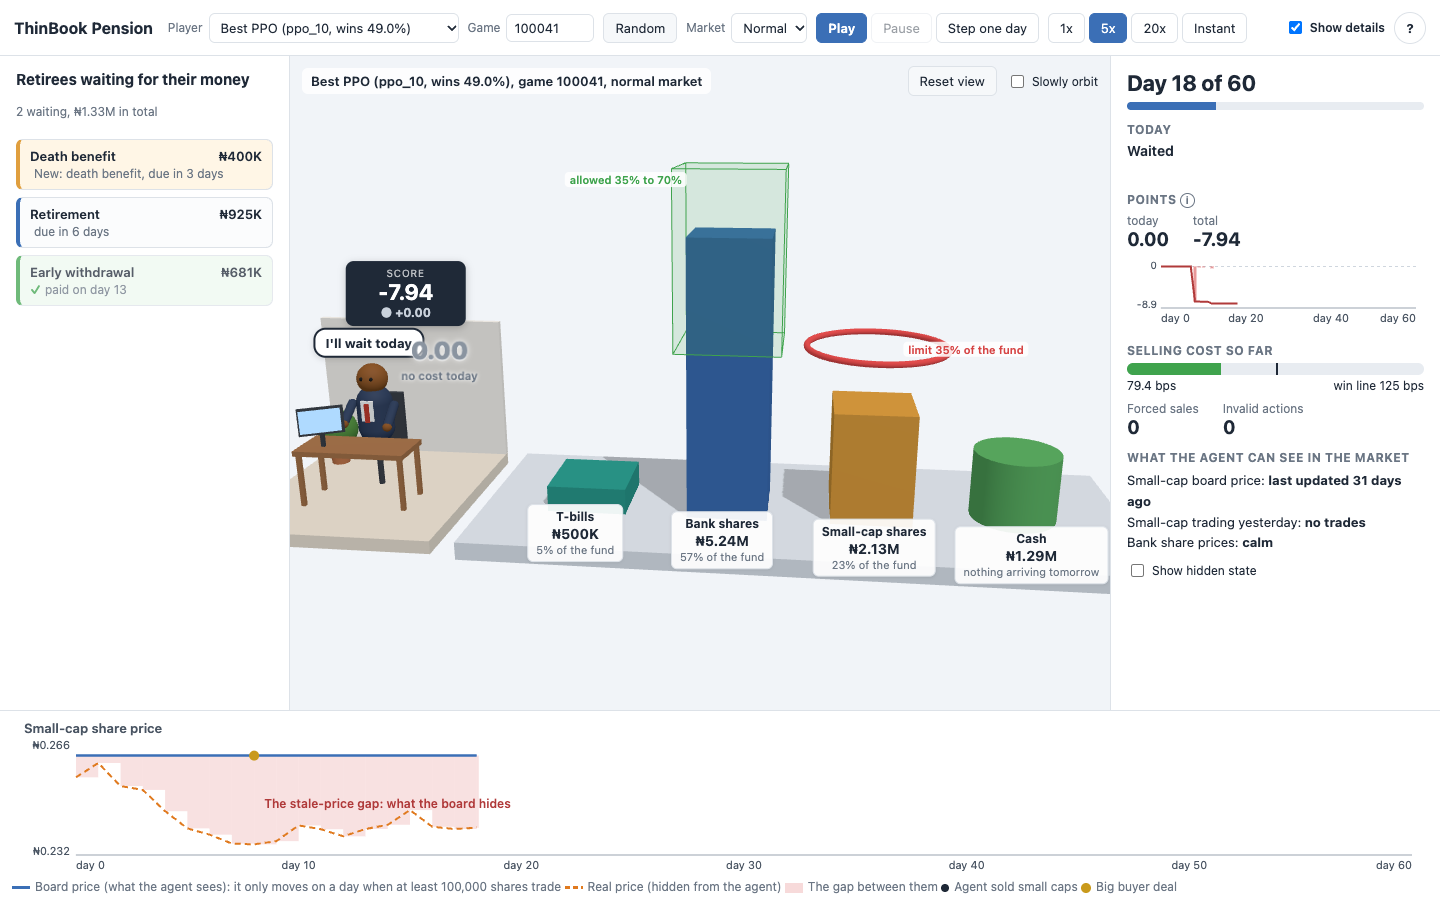 ThinBook Pension
Player
Best PPO (ppo_10, wins 49.0%)
Game
100041
Random
Market
Normal
Play
Pause
Step one day
1x
5x
20x
Instant
Show details
?
Retirees waiting for their money
2 waiting, ₦1.33M in total
Death benefit ₦400K
New: death benefit, due in 3 days
Retirement ₦925K
due in 6 days
Early withdrawal ₦681K
✓ paid on day 13
Best PPO (ppo_10, wins 49.0%), game 100041, normal market
Reset view
Slowly orbit
allowed 35% to 70%
SCORE
-7.94
+0.00
I'll wait today
0.00
no cost today
limit 35% of the fund
T-bills
₦500K
5% of the fund
Bank shares
₦5.24M
57% of the fund
Small-cap shares
₦2.13M
23% of the fund
Cash
₦1.29M
nothing arriving tomorrow
Day 18 of 60
TODAY
Waited
POINTS i
today total
0.00 -7.94
0
-8.9
day 0 day 20 day 40 day 60
SELLING COST SO FAR
79.4 bps win line 125 bps
Forced sales Invalid actions
0 0
WHAT THE AGENT CAN SEE IN THE MARKET
Small-cap board price: last updated 31 days
ago
Small-cap trading yesterday: no trades
Bank share prices: calm
Show hidden state
Small-cap share price
₦0.266
The stale-price gap: what the board hides
₦0.232
day 0 day 10 day 20 day 30 day 40 day 50 day 60
Board price (what the agent sees): it only moves on a day when at least 100,000 shares trade Real price (hidden from the agent) The gap between them Agent sold small caps Big buyer deal